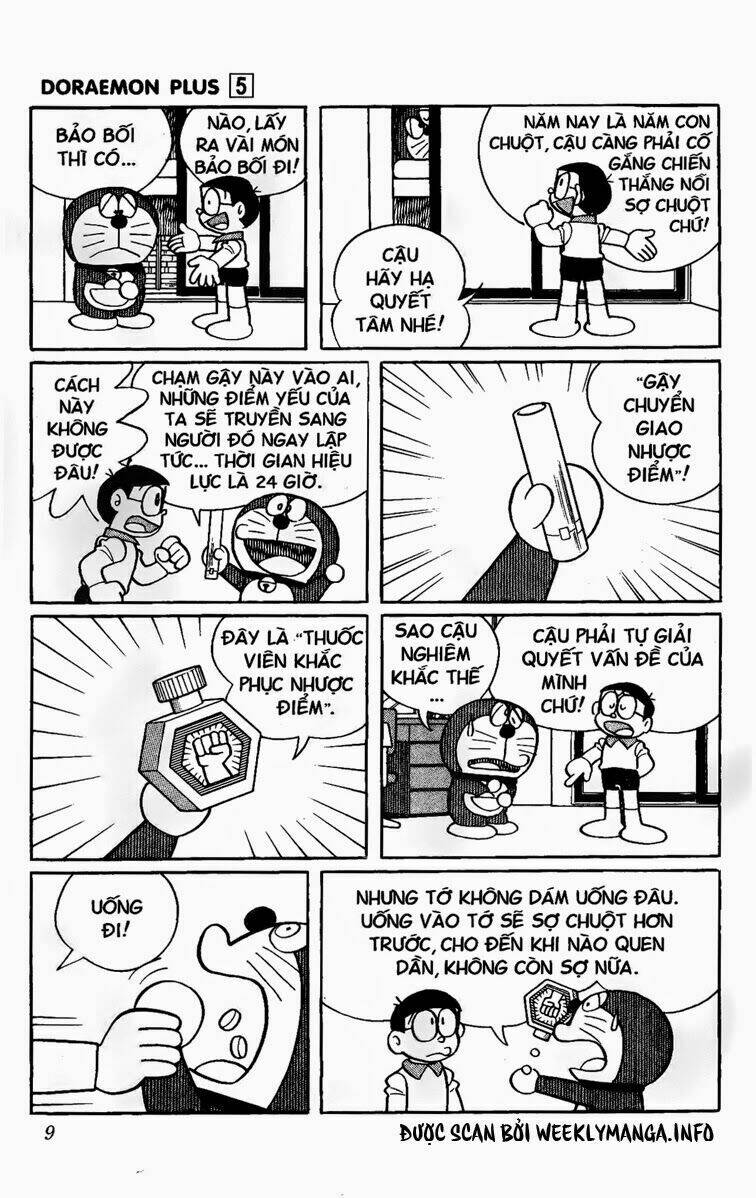 DORAEMON PLUS 5
NĂM NAY LÀ NĂM CON
CHUỘT, CẬU CÀNG PHẢI CỐ
GẮNG CHIẾN
THẮNG NỖI
SỢ CHUỘT
CHỨ!
CẬU
HÃY HẠ
QUYẾT
TÂM NHÉ!
NÀO, LẤY
RA VÀI MÓN
BẢO BỐI ĐI!
BẢO BỐI
THÌ CÓ...
"GẬY
CHUYỂN
GIAO
NHƯỢC
ĐIỂM"!
CHẠM GẬY NÀY VÀO AI,
NHỮNG ĐIỂM YẾU CỦA
TA SẼ TRUYỀN SANG
NGƯỜI ĐÓ NGAY LẬP
TỨC... THỜI GIAN HIỆU
LỰC LÀ 24 GIỜ.
CÁCH
NÀY
KHÔNG
ĐƯỢC
ĐÂU!
CẬU PHẢI TỰ GIẢI
QUYẾT VẤN ĐỀ CỦA
MÌNH
CHỨ!
SAO CẬU
NGHIÊM
KHẮC THẾ
...
ĐÂY LÀ "THUỐC
VIÊN KHẮC
PHỤC NHƯỢC
ĐIỂM".
NHƯNG TỚ KHÔNG DÁM UỐNG ĐÂU.
UỐNG VÀO TỚ SẼ SỢ CHUỘT HƠN
TRƯỚC, CHO ĐẾN KHI NÀO QUEN
DẦN, KHÔNG CÒN SỢ NỮA.
UỐNG
ĐI!
9
ĐƯỢC SCAN BỞI WEEKLYMANGA.INFO